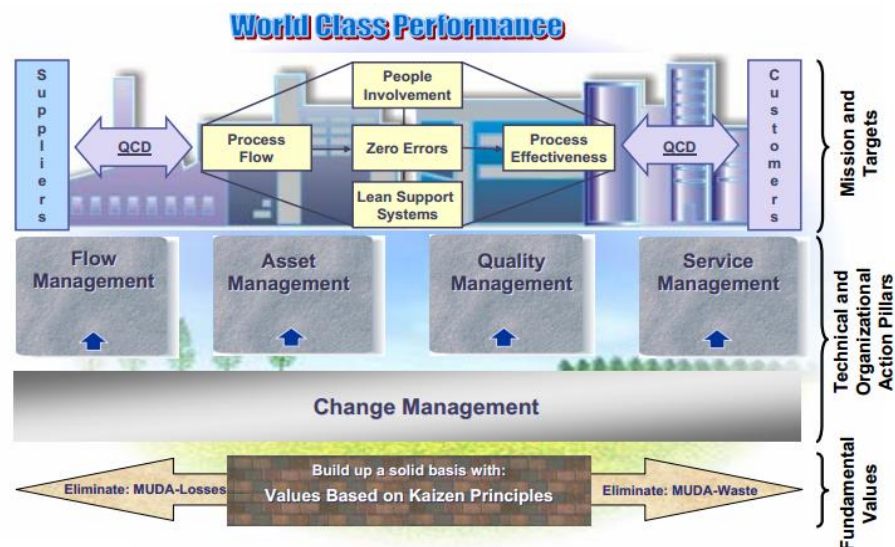 World Class Performance
Suppliers
QCD
Process
Flow
People
Involvement
Zero Errors
Lean Support
Systems
Process
Effectiveness
QCD
Customers
Mission and
Targets
Flow
Management
Asset
Management
Quality
Management
Service
Management
Technical and
Organizational
Action Pillars
Change Management
Eliminate: MUDA-Losses
Build up a solid basis with:
Values Based on Kaizen Principles
Eliminate: MUDA-Waste
Fundamental
Values